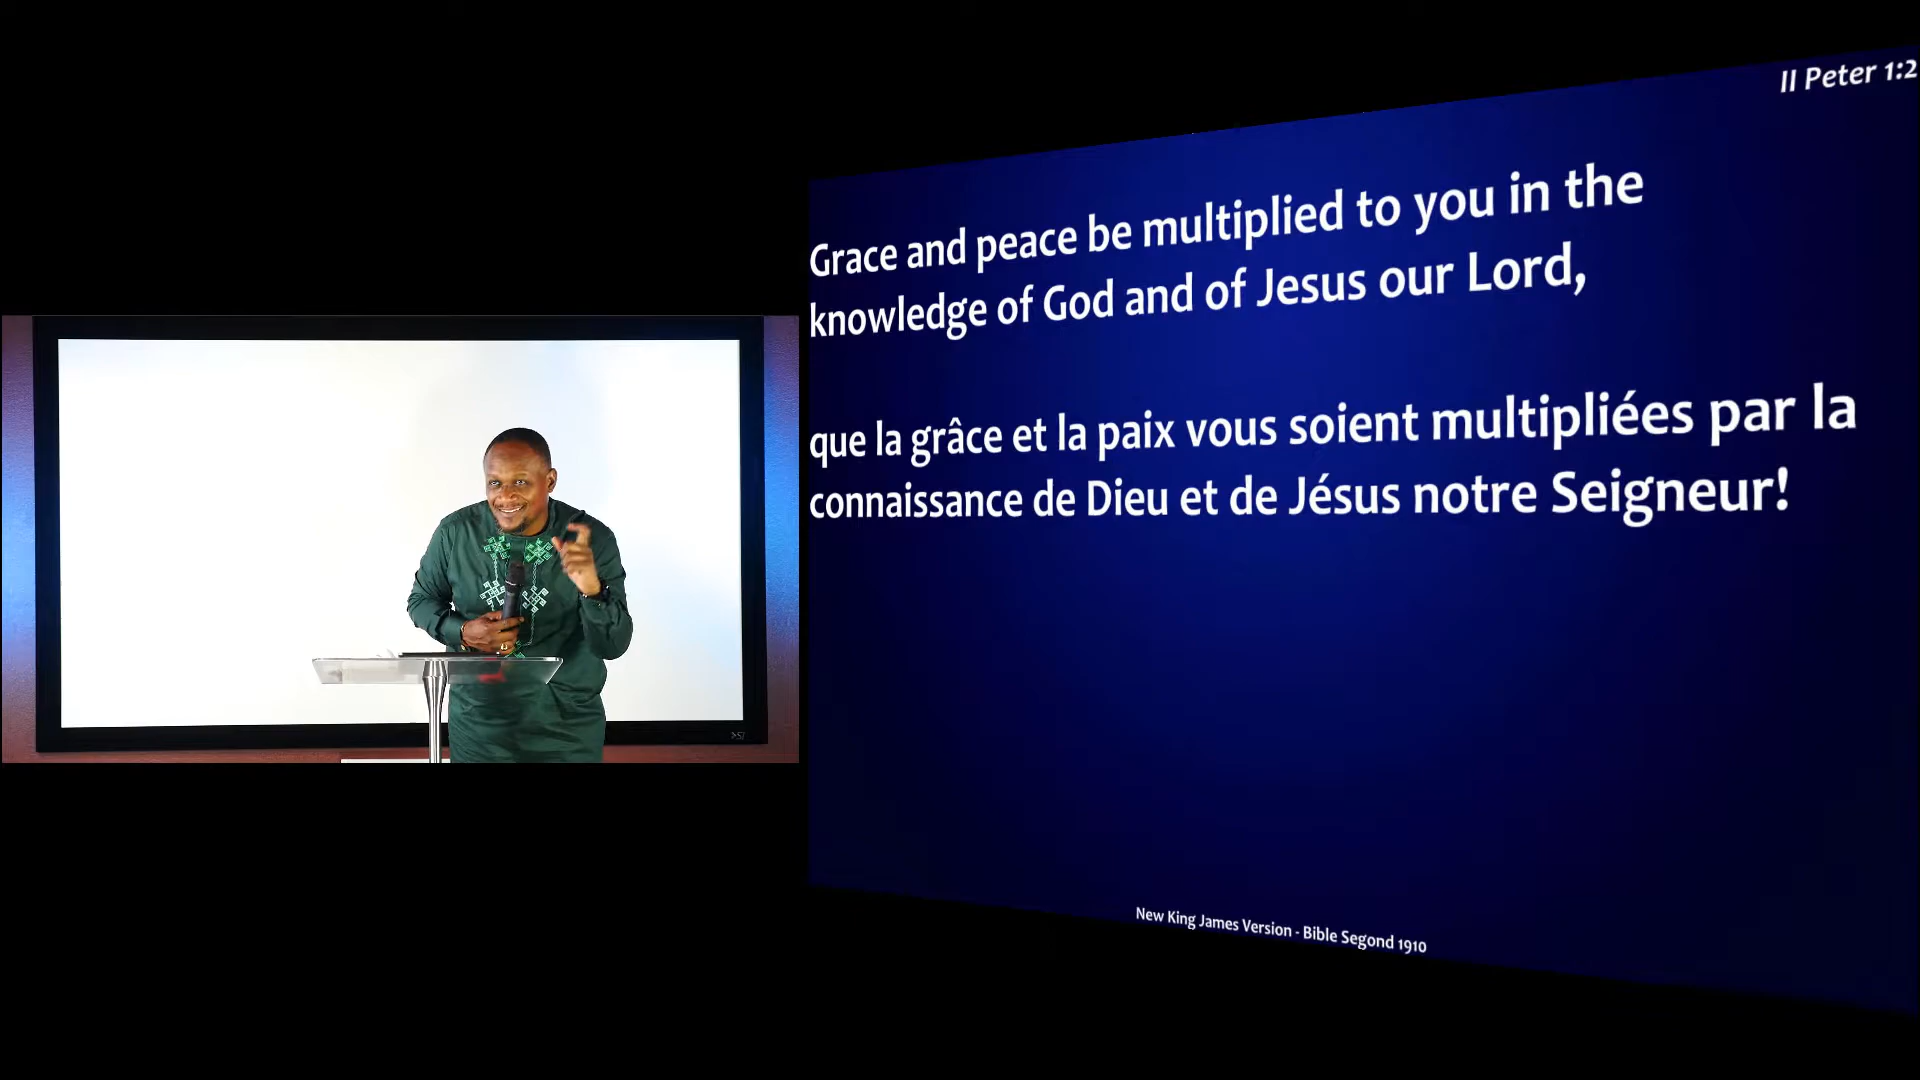 II Peter 1:2
Grace and peace be multiplied to you in the
knowledge of God and of Jesus our Lord,
que la grâce et la paix vous soient multipliées par la
connaissance de Dieu et de Jésus notre Seigneur!
New King James Version - Bible Segond 1910